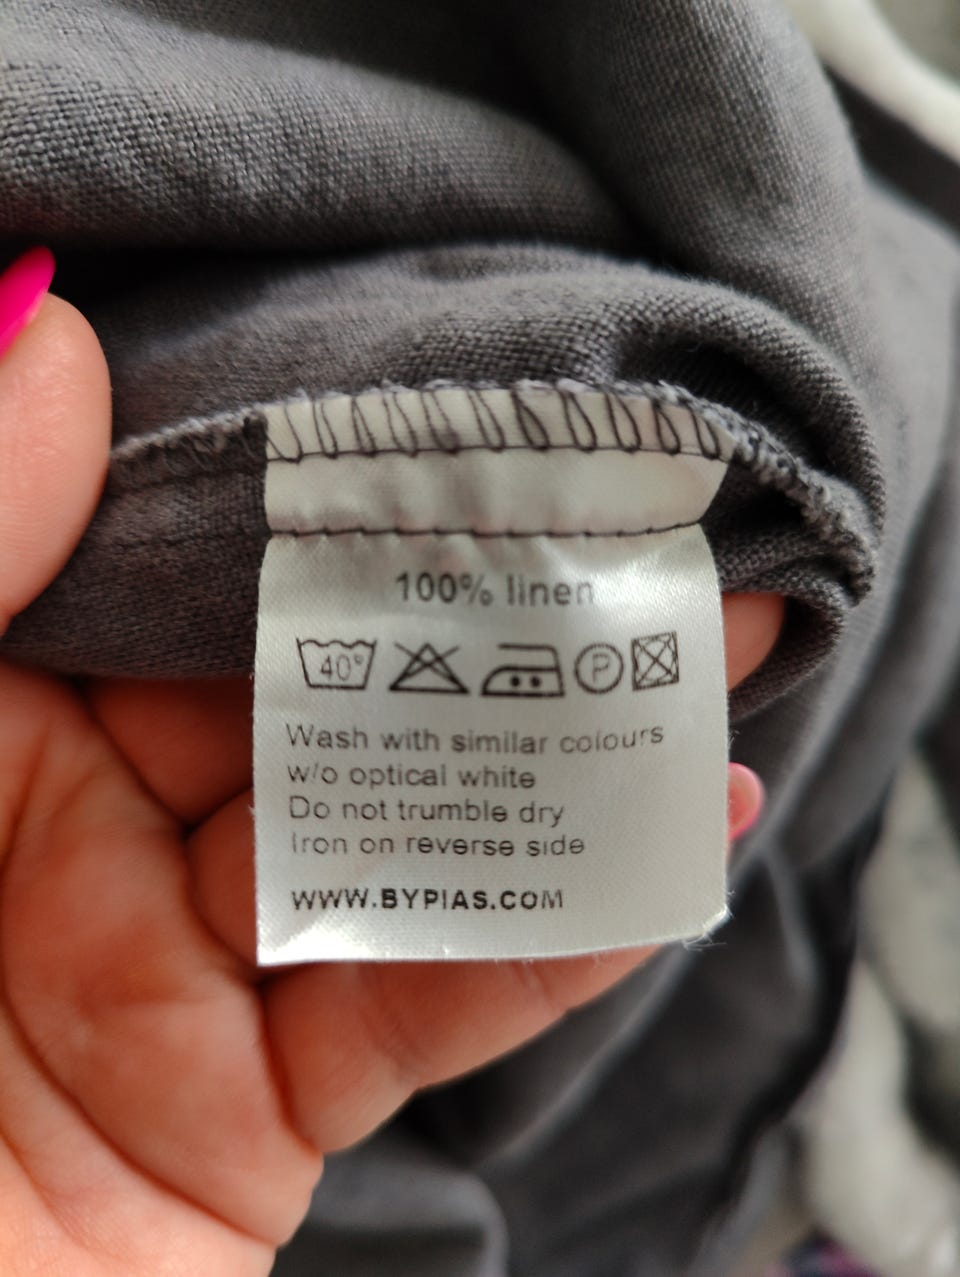 100% linen
40° P
Wash with similar colours
w/o optical white
Do not trumble dry
Iron on reverse side
WWW.BYPIAS.COM